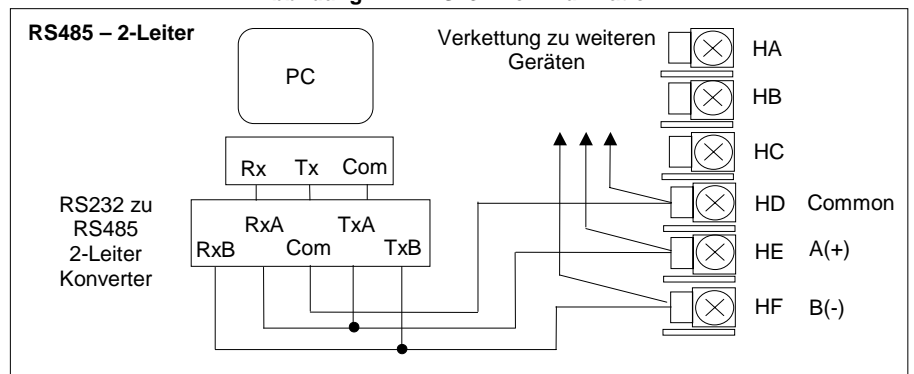 RS485 – 2-Leiter
PC
Verkettung zu weiteren
Geräten
Rx Tx Com
RS232 zu
RS485
2-Leiter
Konverter
RxA TxA
RxB Com TxB
HA
HB
HC
HD Common
HE A(+)
HF B(-)